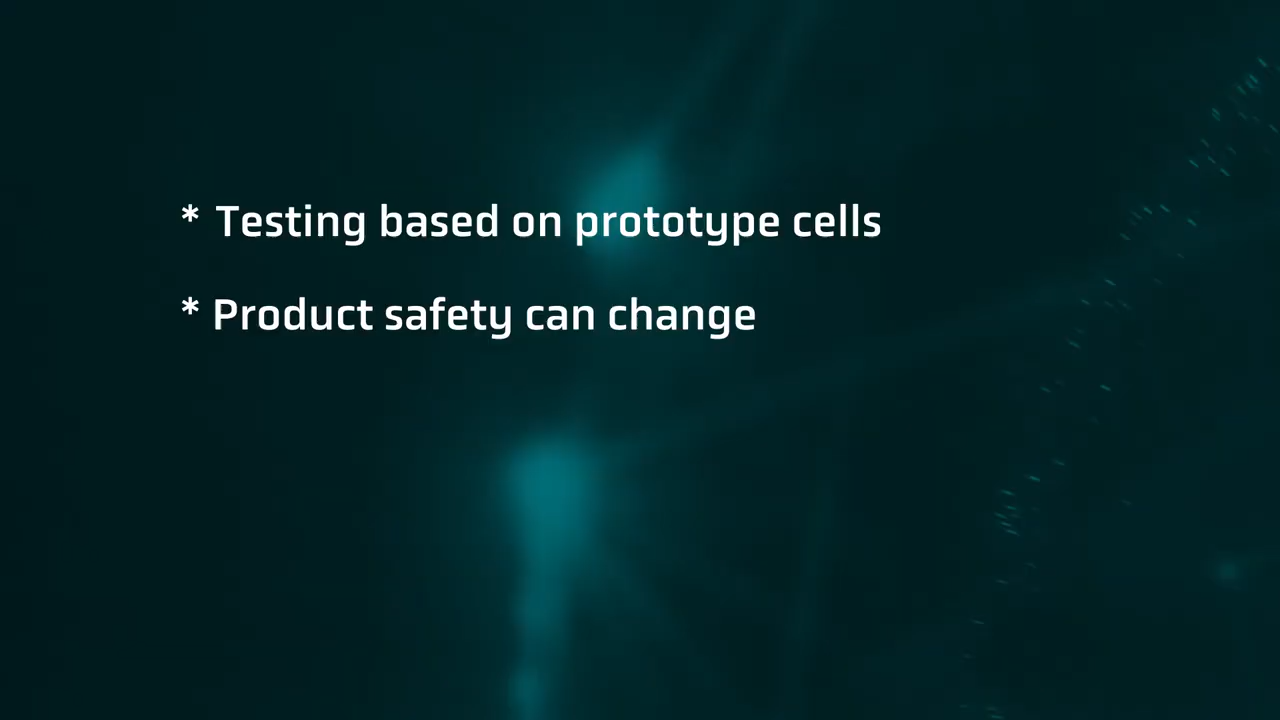 * Testing based on prototype cells
* Product safety can change